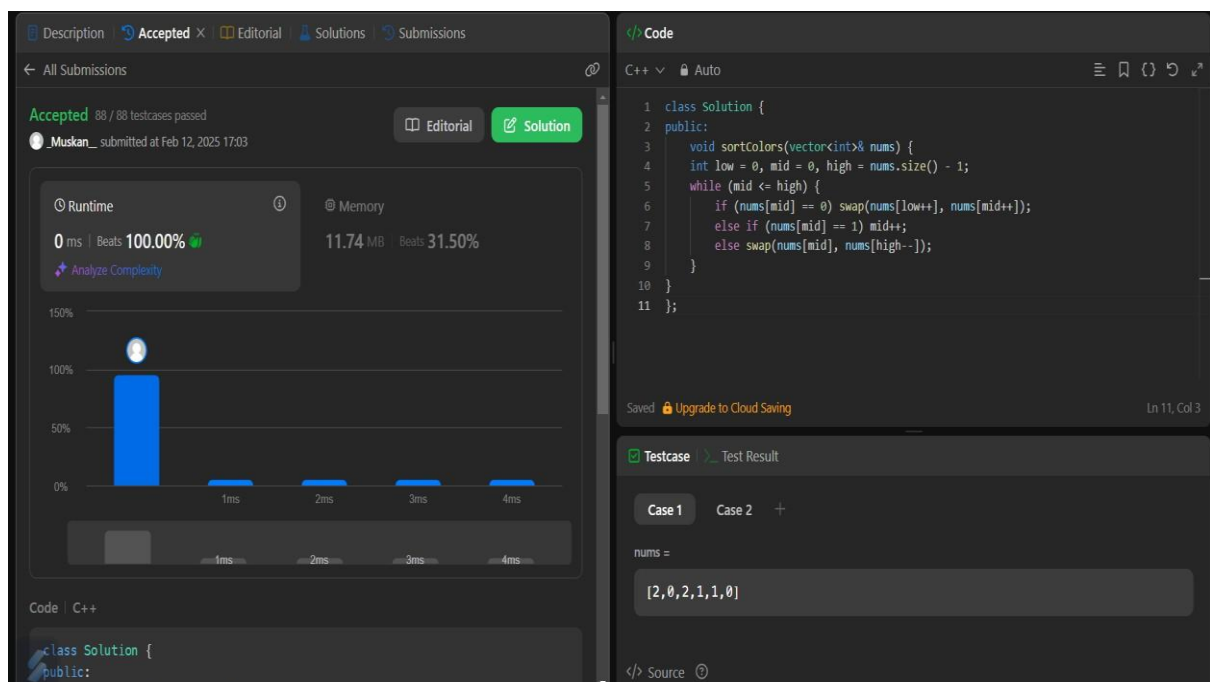 Description | Accepted × | Editorial | Solutions | Submissions
← All Submissions
Accepted 88 / 88 testcases passed
_Muskan__ submitted at Feb 12, 2025 17:03
Editorial
Solution
Runtime
0 ms | Beats 100.00%
Analyze Complexity
Memory
11.74 MB | Beats 31.50%
150%
100%
50%
0%
1ms 2ms 3ms 4ms
1ms 2ms 3ms 4ms
Code | C++
class Solution {
public:
</> Code
C++ Auto
1 class Solution {
2 public:
3 void sortColors(vector<int>& nums) {
4 int low = 0, mid = 0, high = nums.size() - 1;
5 while (mid <= high) {
6 if (nums[mid] == 0) swap(nums[low++], nums[mid++]);
7 else if (nums[mid] == 1) mid++;
8 else swap(nums[mid], nums[high--]);
9 }
10 }
11 };
Saved Upgrade to Cloud Saving
Ln 11, Col 3
Testcase | >_ Test Result
Case 1 Case 2 +
nums =
[2,0,2,1,1,0]
</> Source ?